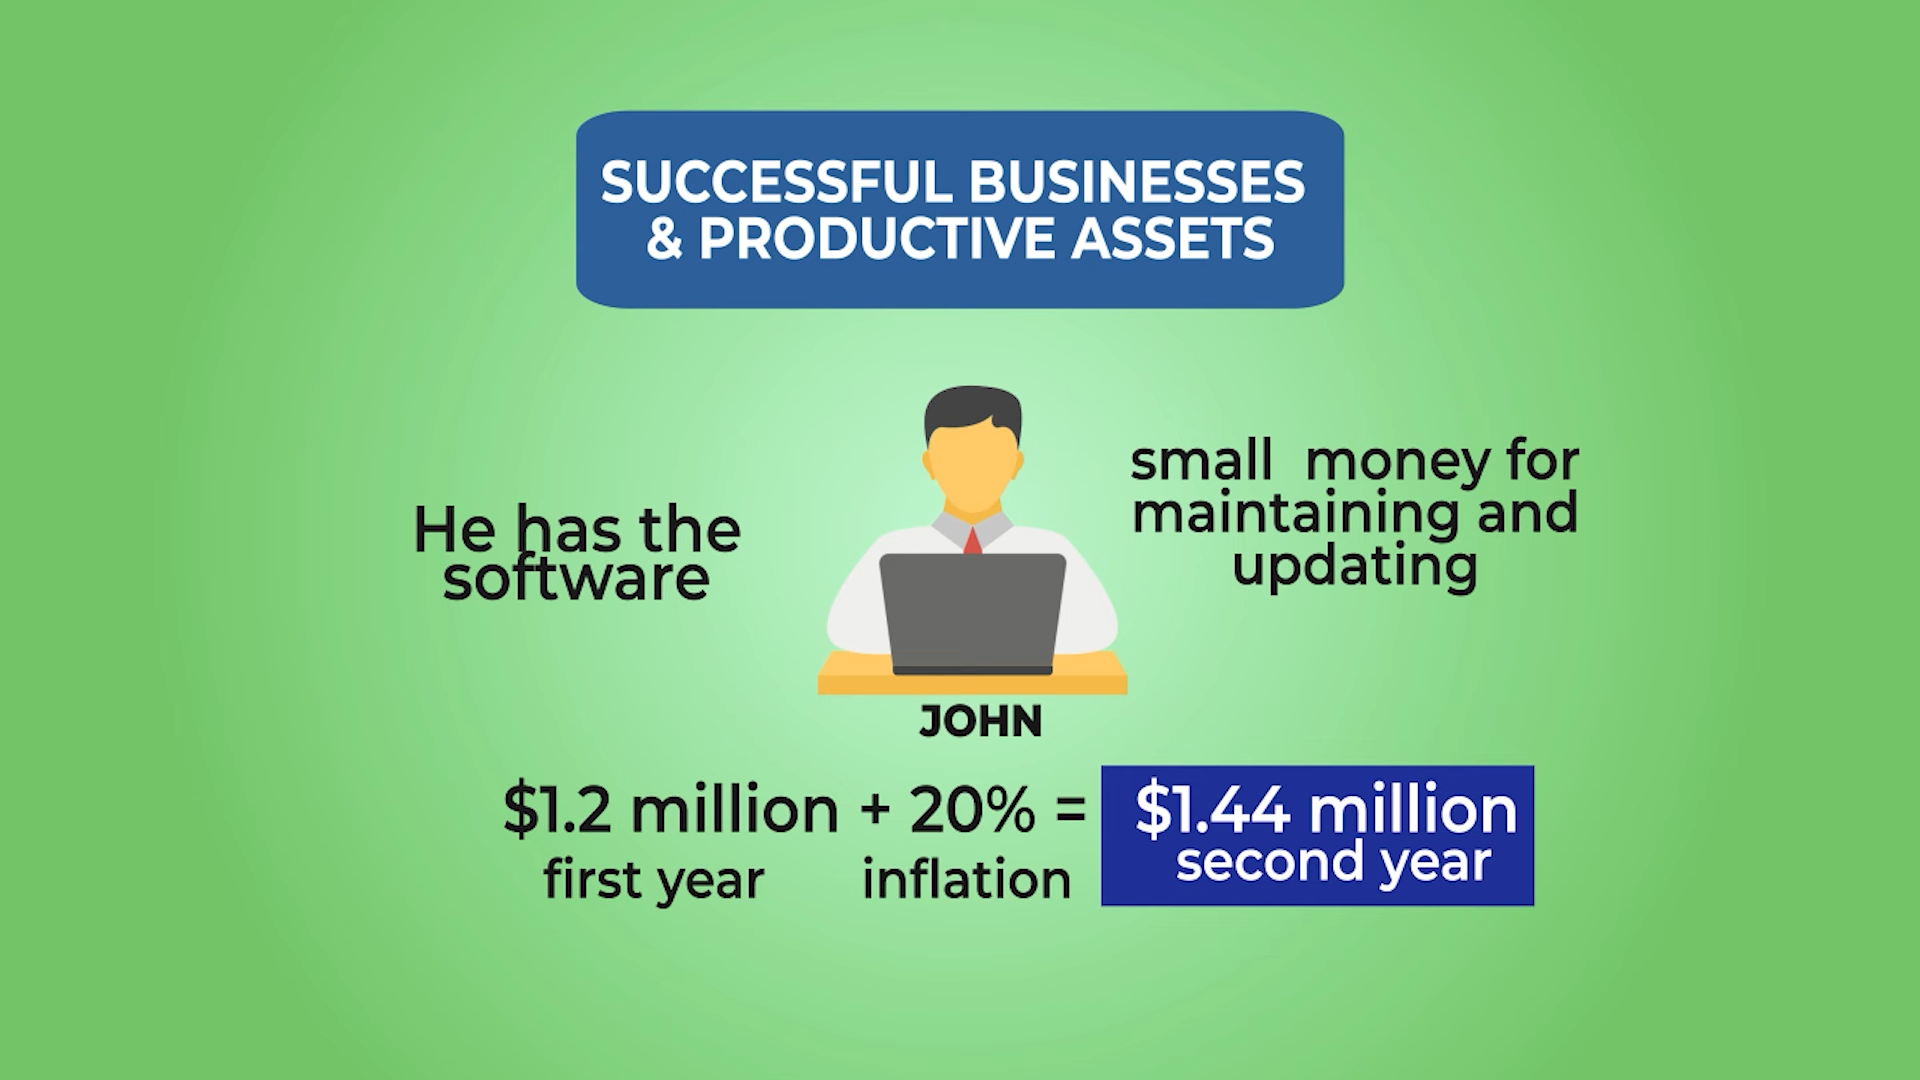 SUCCESSFUL BUSINESSES
& PRODUCTIVE ASSETS
He has the
software
small money for
maintaining and
updating
JOHN
$1.2 million + 20% = $1.44 million
first year inflation second year